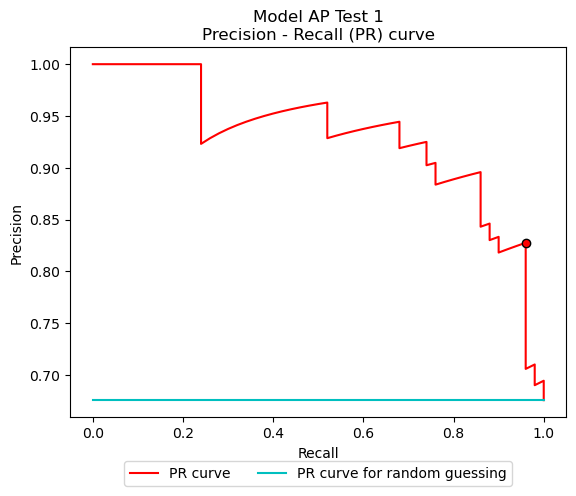 Model AP Test 1
Precision - Recall (PR) curve
1.00
0.95
0.90
0.85
0.80
0.75
0.70
Precision
0.0 0.2 0.4 0.6 0.8 1.0
Recall
PR curve PR curve for random guessing